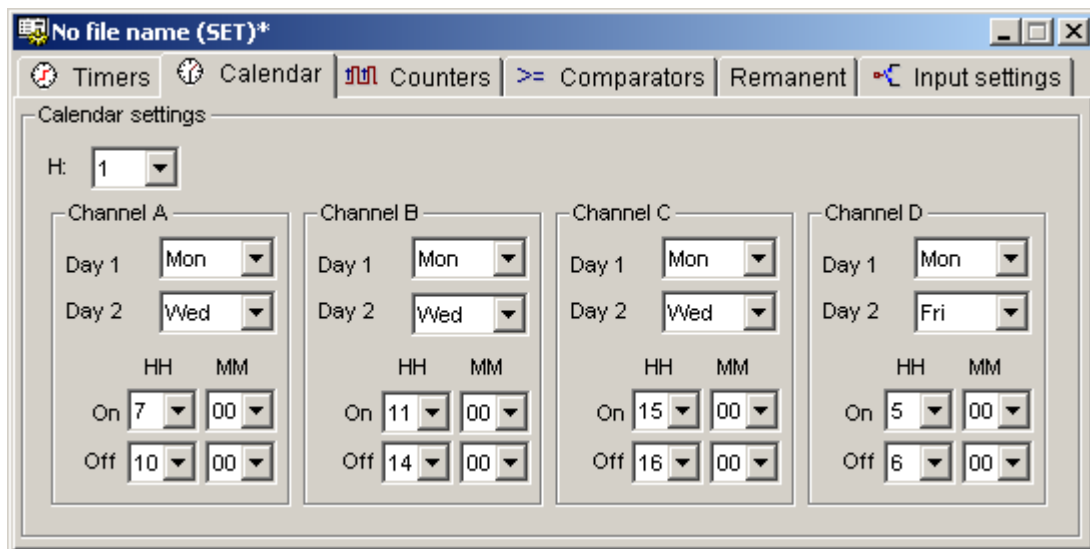 No file name (SET)*
Timers Calendar Counters >= Comparators Remanent Input settings
Calendar settings
H: 1
Channel A Channel B Channel C Channel D
Day 1 Mon Day 1 Mon Day 1 Mon Day 1 Mon
Day 2 Wed Day 2 Wed Day 2 Wed Day 2 Fri
HH MM HH MM HH MM HH MM
On 7 00 On 11 00 On 15 00 On 5 00
Off 10 00 Off 14 00 Off 16 00 Off 6 00